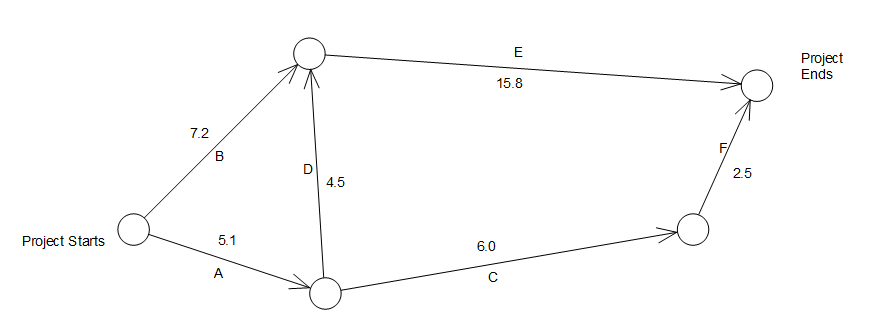 E
Project
Ends
15.8
7.2
B
F
D
4.5
2.5
Project Starts
5.1
6.0
A
C